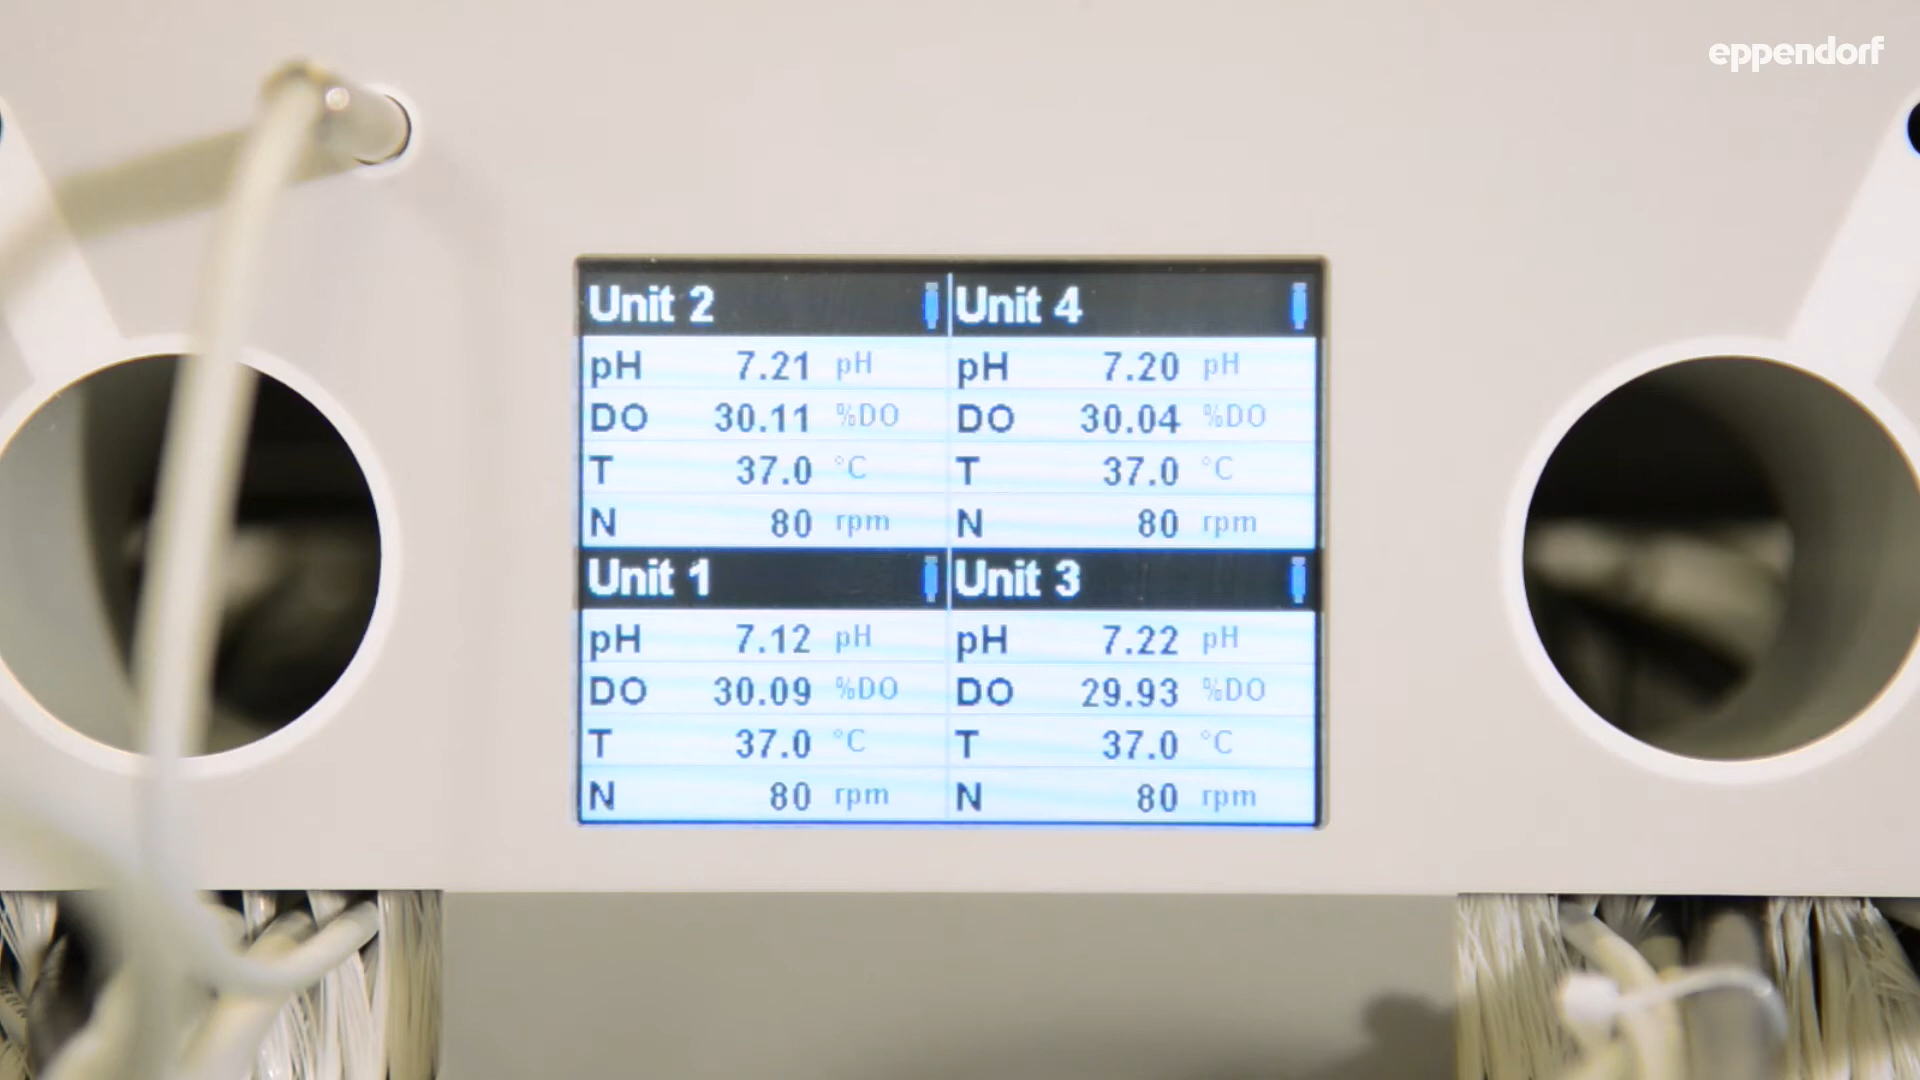 eppendorf
Unit 2
pH 7.21 pH
DO 30.11 %DO
T 37.0 °C
N 80 rpm
Unit 4
pH 7.20 pH
DO 30.04 %DO
T 37.0 °C
N 80 rpm
Unit 1
pH 7.12 pH
DO 30.09 %DO
T 37.0 °C
N 80 rpm
Unit 3
pH 7.22 pH
DO 29.93 %DO
T 37.0 °C
N 80 rpm